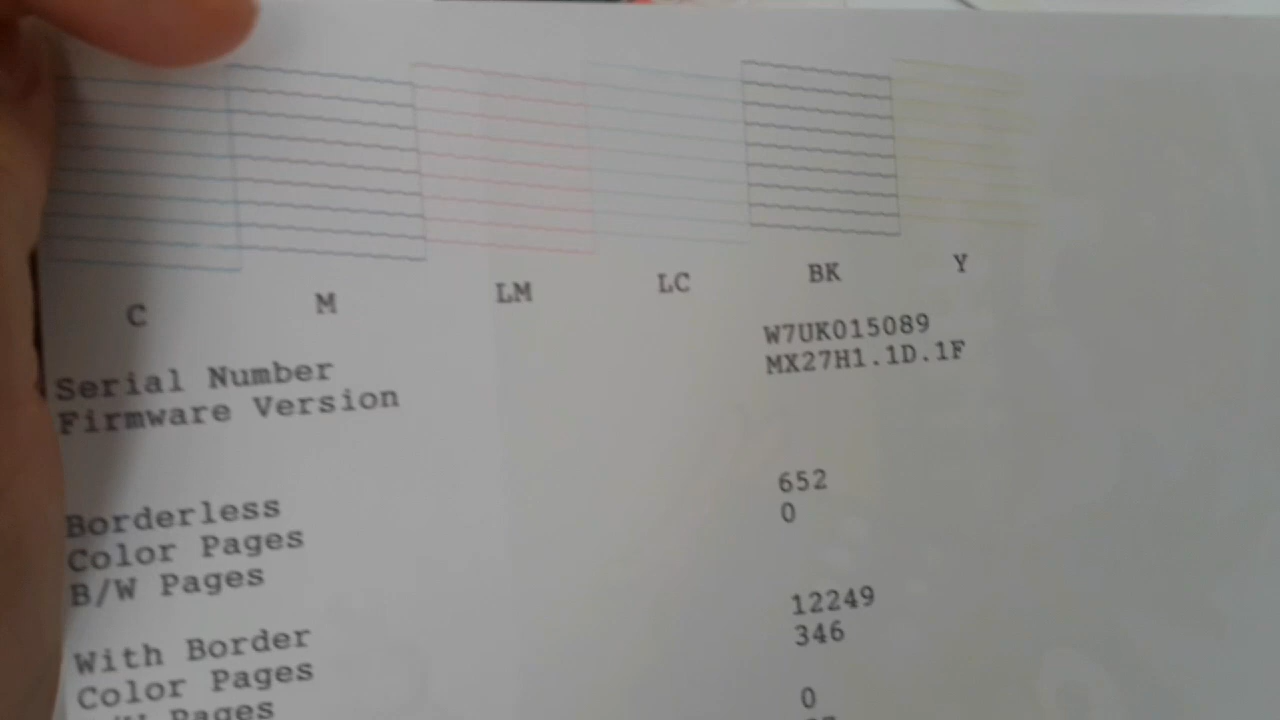 C M LM LC BK Y
Serial Number W7UK015089
Firmware Version MX27H1.1D.1F
Borderless
Color Pages 652
B/W Pages 0
With Border
Color Pages 12249
B/W Pages 346
0